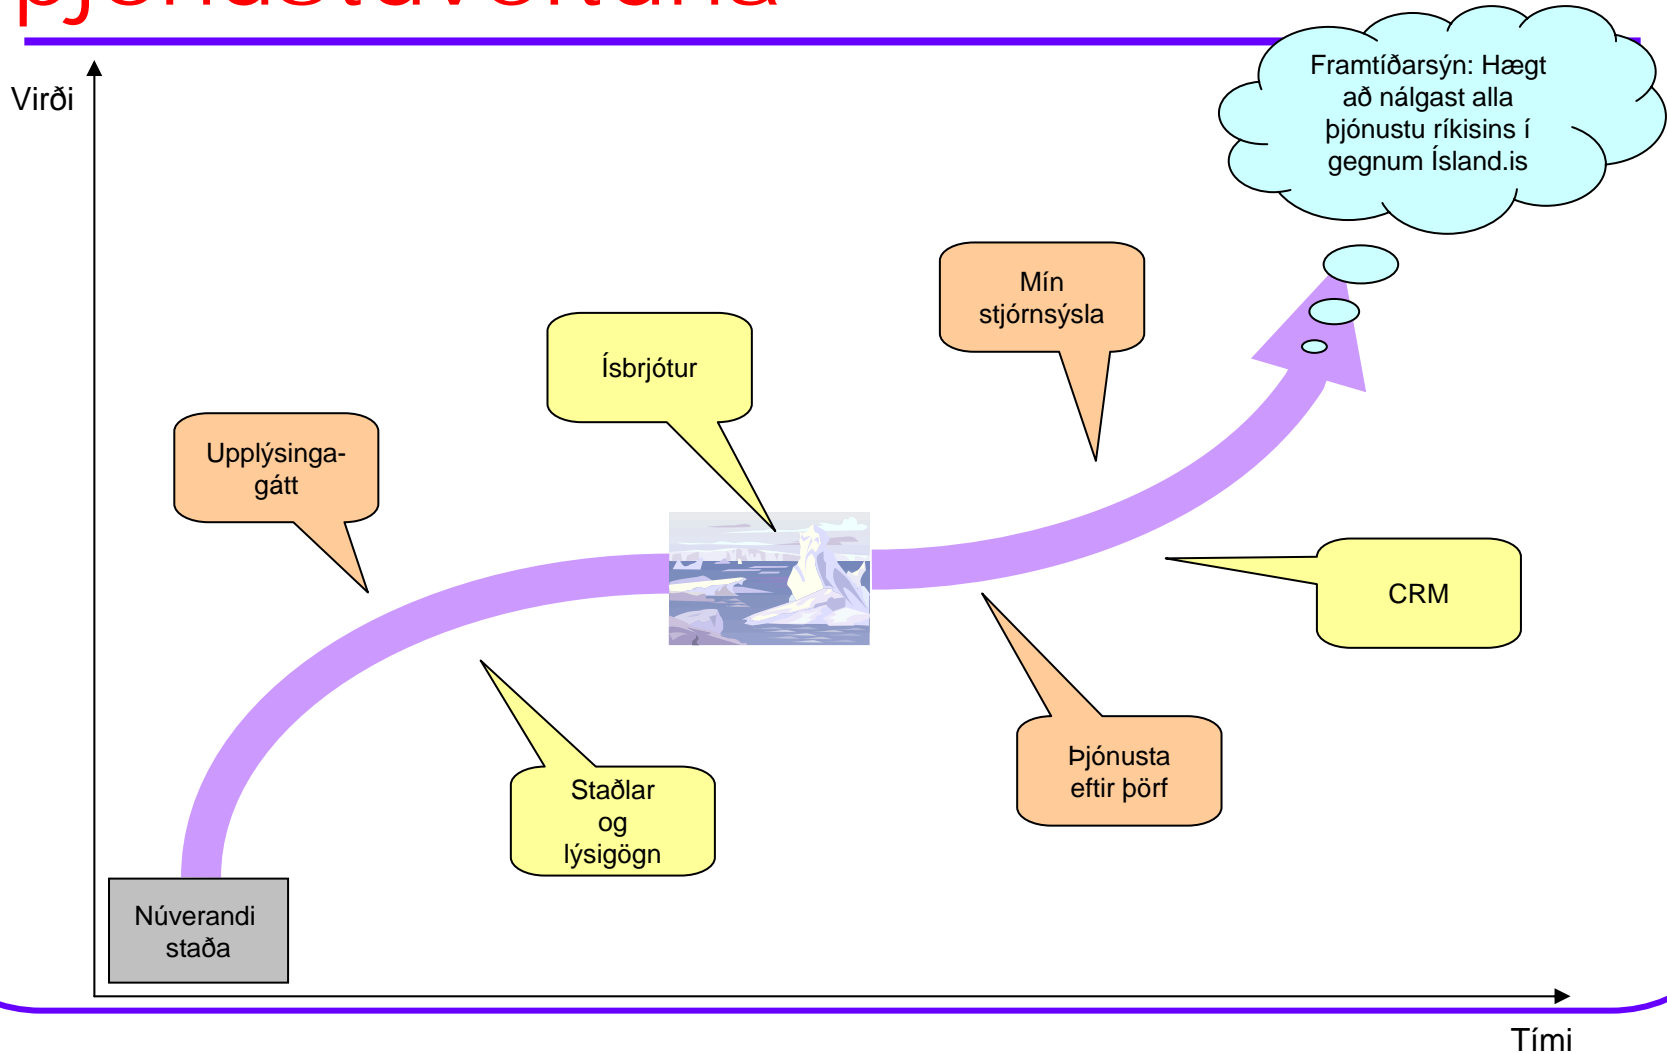 þjónustuveituna
Virði
Framtíðarsýn: Hægt
að nálgast alla
þjónustu ríkisins í
gegnum Ísland.is
Mín
stjórnsýsla
Ísbrjótur
Upplýsinga-
gátt
CRM
Þjónusta
eftir þörf
Staðlar
og
lýsigögn
Núverandi
staða
Tími